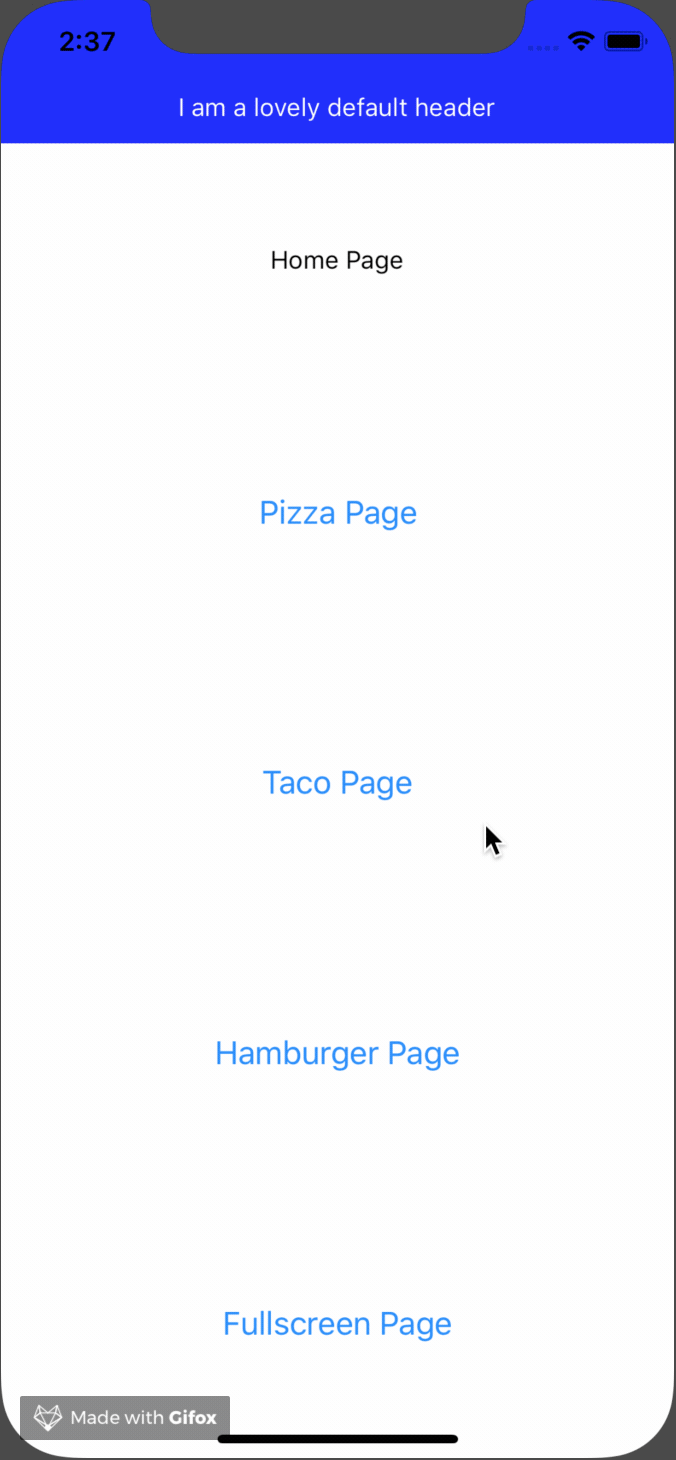 2:37
I am a lovely default header
Home Page
Pizza Page
Taco Page
Hamburger Page
Fullscreen Page
Made with Gifox